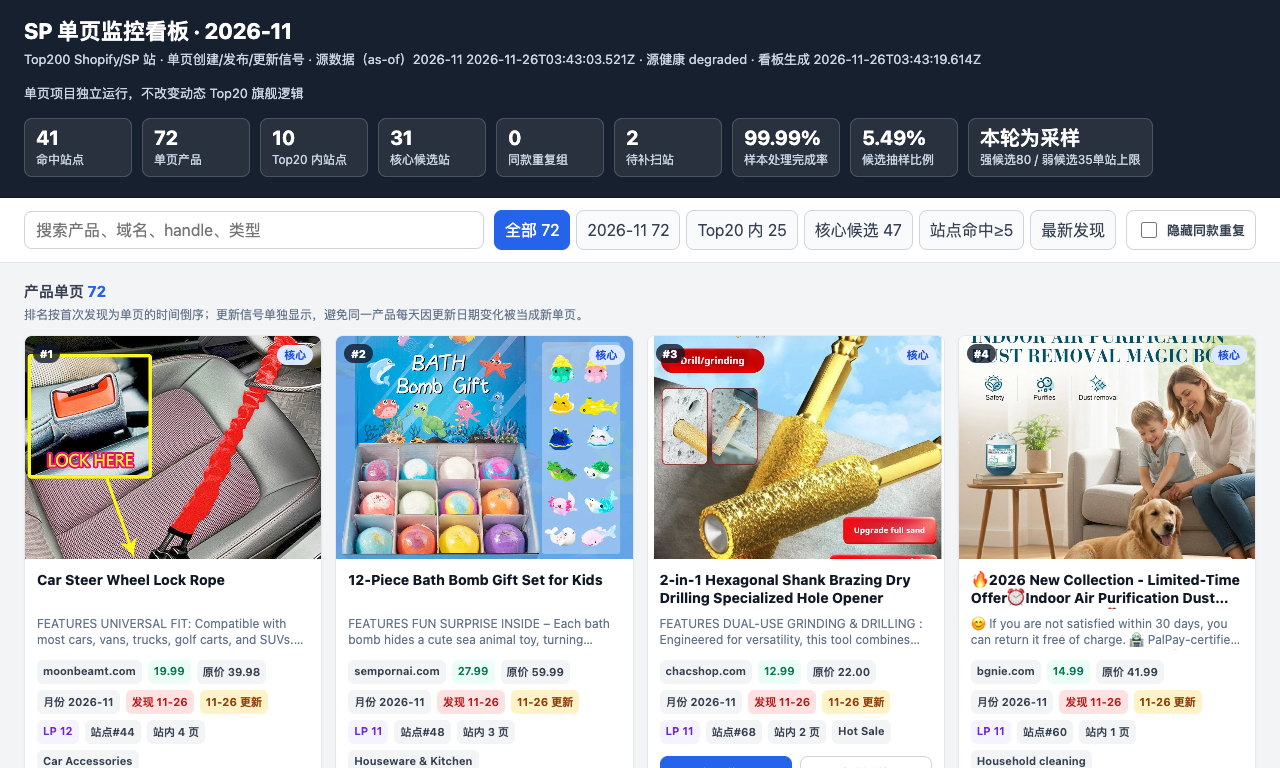 SP 单页监控看板 · 2026-11
Top200 Shopify/SP 站 · 单页创建/发布/更新信号 · 源数据（as-of）2026-11 2026-11-26T03:43:03.521Z · 源健康 degraded · 看板生成 2026-11-26T03:43:19.614Z
单页项目独立运行，不改变动态 Top20 旗舰逻辑
41
命中站点
72
单页产品
10
Top20 内站点
31
核心候选站
0
同款重复组
2
待补扫站
99.99%
样本处理完成率
5.49%
候选抽样比例
本轮为采样
强候选80 / 弱候选35单站上限
搜索产品、域名、handle、类型
全部 72
2026-11 72
Top20 内 25
核心候选 47
站点命中≥5
最新发现
隐藏同款重复
产品单页 72
排名按首次发现为单页的时间倒序；更新信号单独显示，避免同一产品每天因更新日期变化被当成新单页。
#1
核心
LOCK HERE
Car Steer Wheel Lock Rope
FEATURES UNIVERSAL FIT: Compatible with
most cars, vans, trucks, golf carts, and SUVs....
moonbeamt.com 19.99 原价 39.98
月份 2026-11 发现 11-26 11-26 更新
LP 12 站点#44 站内 4 页
Car Accessories
#2
核心
BATH
Bomb Gift
12-Piece Bath Bomb Gift Set for Kids
FEATURES FUN SURPRISE INSIDE – Each bath
bomb hides a cute sea animal toy, turning...
sempornai.com 27.99 原价 59.99
月份 2026-11 发现 11-26 11-26 更新
LP 11 站点#48 站内 3 页
Houseware & Kitchen
#3
核心
Drill/grinding
Upgrade full sand
2-in-1 Hexagonal Shank Brazing Dry
Drilling Specialized Hole Opener
FEATURES DUAL-USE GRINDING & DRILLING :
Engineered for versatility, this tool combines...
chacshop.com 12.99 原价 22.00
月份 2026-11 发现 11-26 11-26 更新
LP 11 站点#68 站内 2 页 Hot Sale
#4
核心
INDOOR AIR PURIFICATION
DUST REMOVAL MAGIC
Safety
Purifies
Dust removal
🔥2026 New Collection - Limited-Time
Offer⏰Indoor Air Purification Dust...
😊 If you are not satisfied within 30 days, you
can return it free of charge. 🏪 PalPay-certifie...
bgnie.com 14.99 原价 41.99
月份 2026-11 发现 11-26 11-26 更新
LP 11 站点#60 站内 1 页
Household cleaning